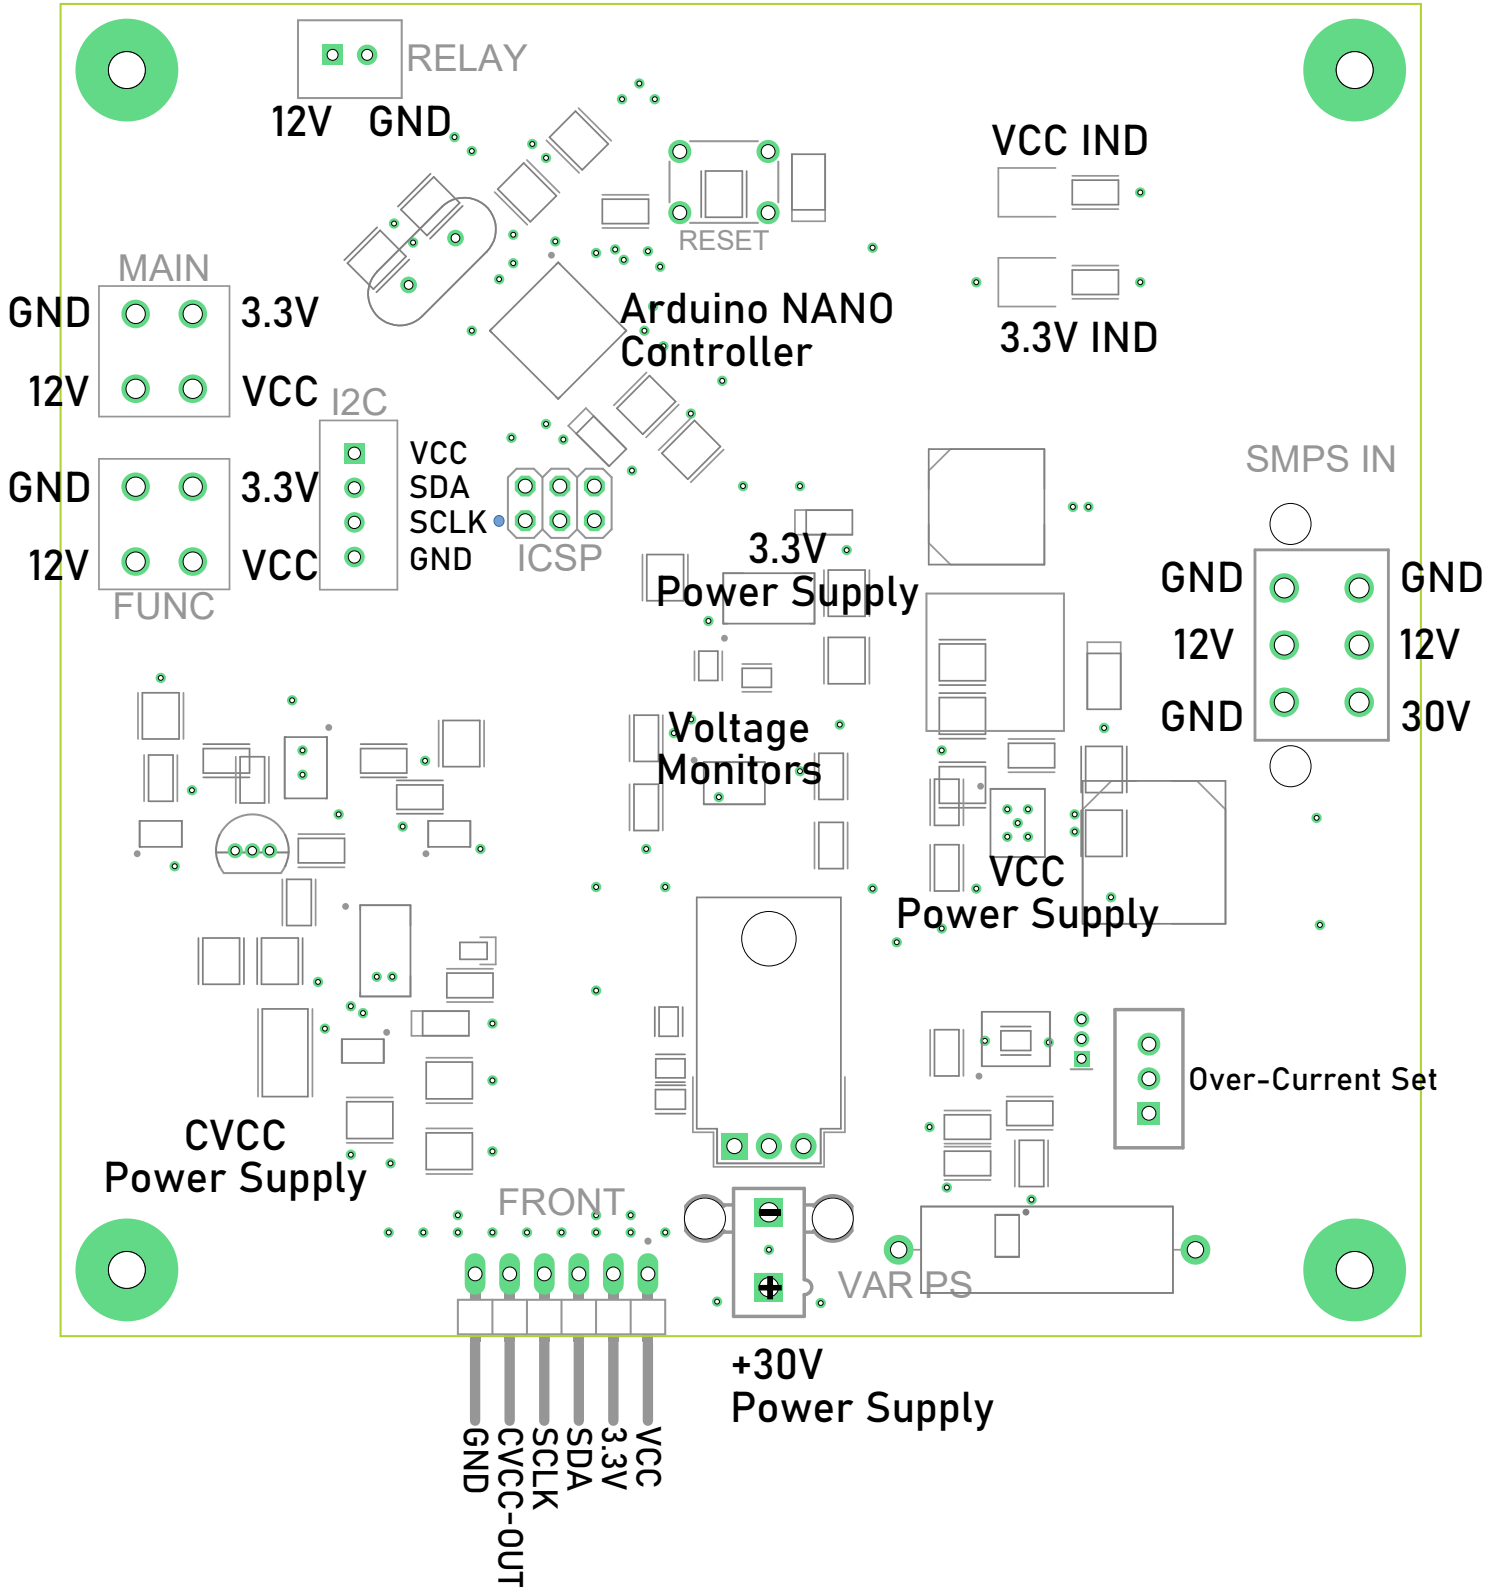 RELAY
12V GND
VCC IND
RESET
MAIN
GND 3.3V
Arduino NANO
Controller
3.3V IND
12V VCC
I2C
VCC
SDA
SCLK
GND
GND 3.3V
12V VCC
FUNC
ICSP
SMPS IN
3.3V
Power Supply
GND GND
12V 12V
GND 30V
Voltage
Monitors
VCC
Power Supply
Over-Current Set
CVCC
Power Supply
FRONT
VAR PS
+30V
Power Supply
GND
CVCC-OUT
SCLK
SDA
3.3V
VCC